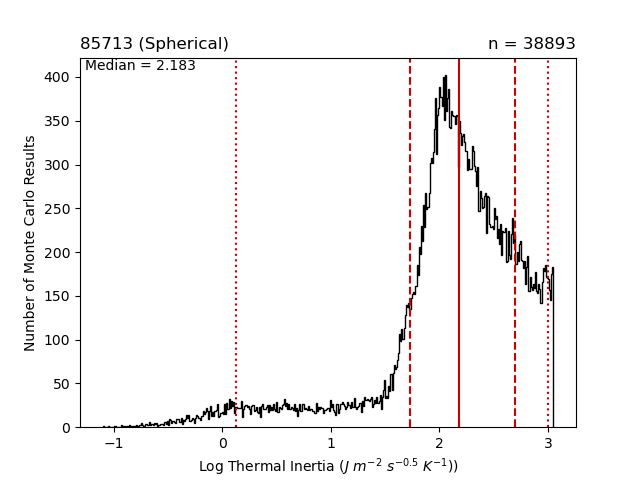 85713 (Spherical)
n = 38893
Median = 2.183
400
350
300
250
200
150
100
50
0
Number of Monte Carlo Results
−1
0
1
2
3
Log Thermal Inertia (J m⁻² s⁻⁰·⁵ K⁻¹))